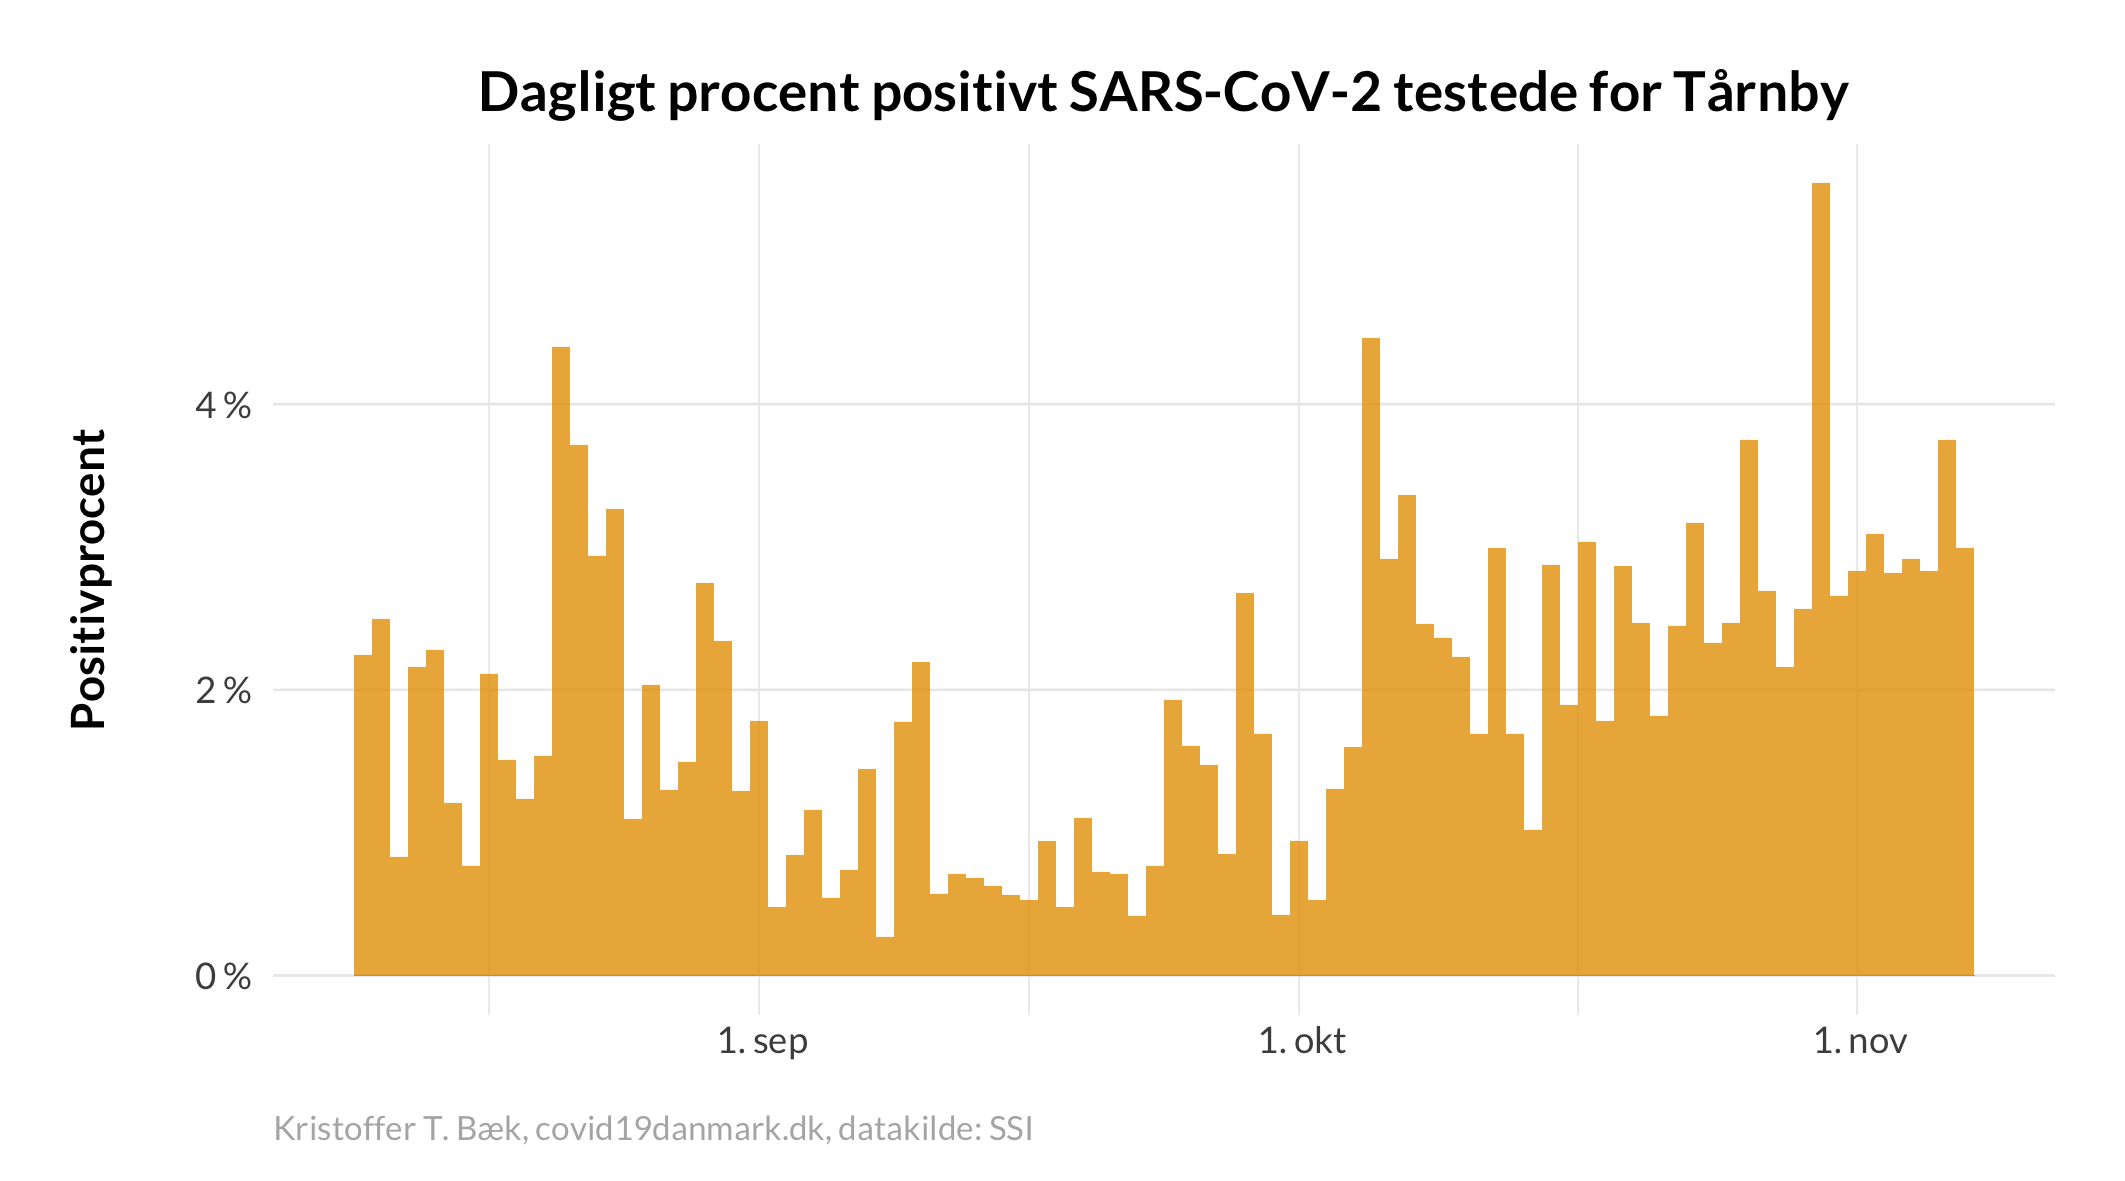 Dagligt procent positivt SARS-CoV-2 testede for Tårnby
Positivprocent
4 %
2 %
0 %
1. sep
1. okt
1. nov
Kristoffer T. Bæk, covid19danmark.dk, datakilde: SSI